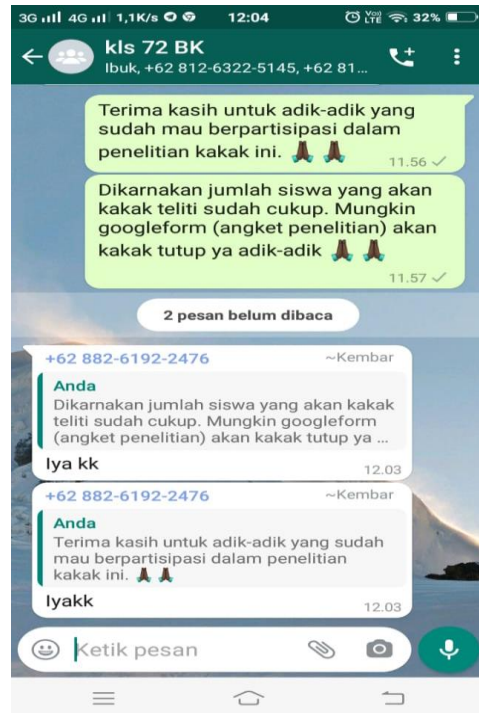 3G 4G 1,1K/s 12:04 VoLTE 32%
kls 72 BK
Ibuk, +62 812-6322-5145, +62 81...
Terima kasih untuk adik-adik yang
sudah mau berpartisipasi dalam
penelitian kakak ini. 🙏🏿 🙏🏿
11.56
Dikarnakan jumlah siswa yang akan
kakak teliti sudah cukup. Mungkin
googleform (angket penelitian) akan
kakak tutup ya adik-adik 🙏🏿 🙏🏿
11.57
2 pesan belum dibaca
+62 882-6192-2476 ~Kembar
Anda
Dikarnakan jumlah siswa yang akan kakak
teliti sudah cukup. Mungkin googleform
(angket penelitian) akan kakak tutup ya ...
Iya kk
12.03
+62 882-6192-2476 ~Kembar
Anda
Terima kasih untuk adik-adik yang sudah
mau berpartisipasi dalam penelitian
kakak ini. 🙏🏿 🙏🏿
Iyakk
12.03
Ketik pesan